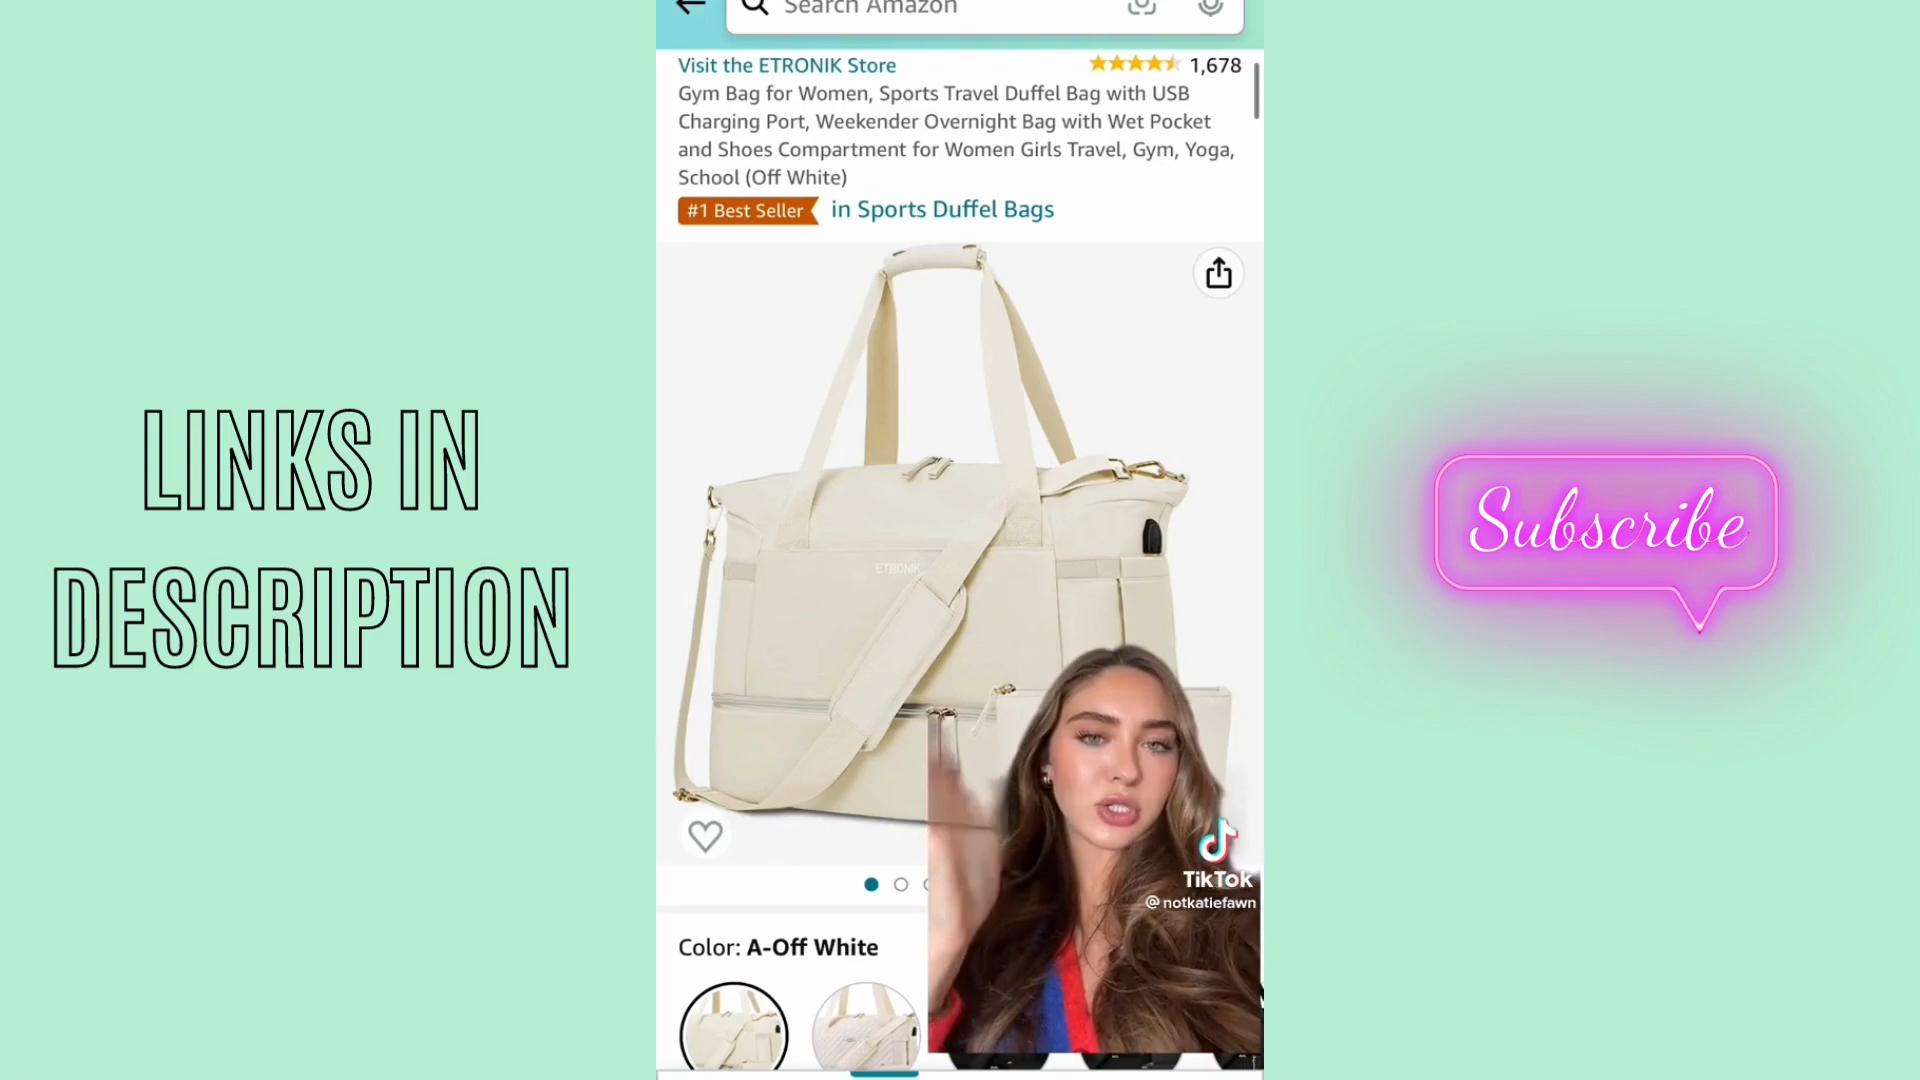 Search Amazon
Visit the ETRONIK Store
1,678
Gym Bag for Women, Sports Travel Duffel Bag with USB
Charging Port, Weekender Overnight Bag with Wet Pocket
and Shoes Compartment for Women Girls Travel, Gym, Yoga,
School (Off White)
#1 Best Seller in Sports Duffel Bags
ETRONIK
LINKS IN
DESCRIPTION
Subscribe
TikTok
@notkatiefawn
Color: A-Off White